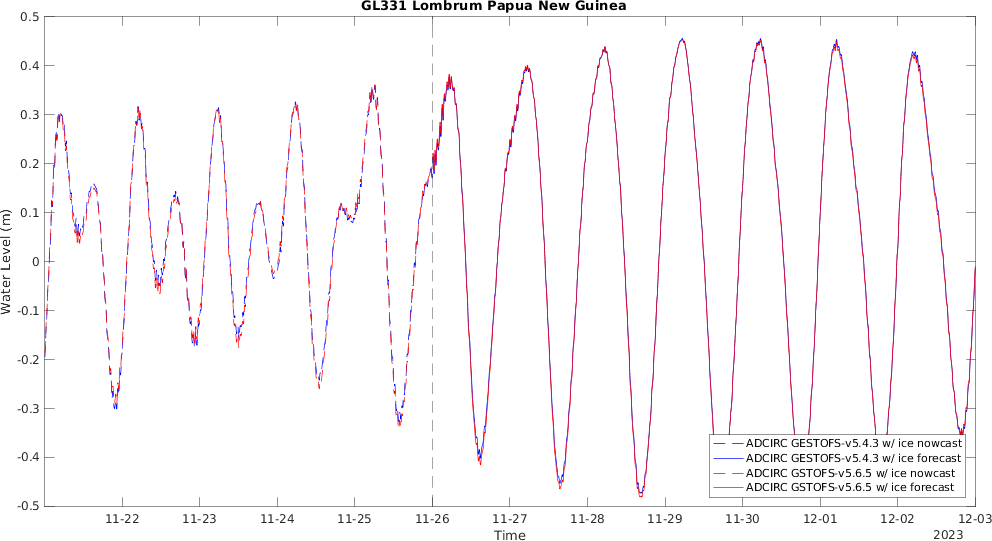 GL331 Lombrum Papua New Guinea
0.5
0.4
0.3
0.2
0.1
0
-0.1
-0.2
-0.3
-0.4
-0.5
Water Level (m)
ADCIRC GESTOFS-v5.4.3 w/ ice nowcast
ADCIRC GESTOFS-v5.4.3 w/ ice forecast
ADCIRC GSTOFS-v5.6.5 w/ ice nowcast
ADCIRC GSTOFS-v5.6.5 w/ ice forecast
11-22 11-23 11-24 11-25 11-26 11-27 11-28 11-29 11-30 12-01 12-02 12-03
Time
2023